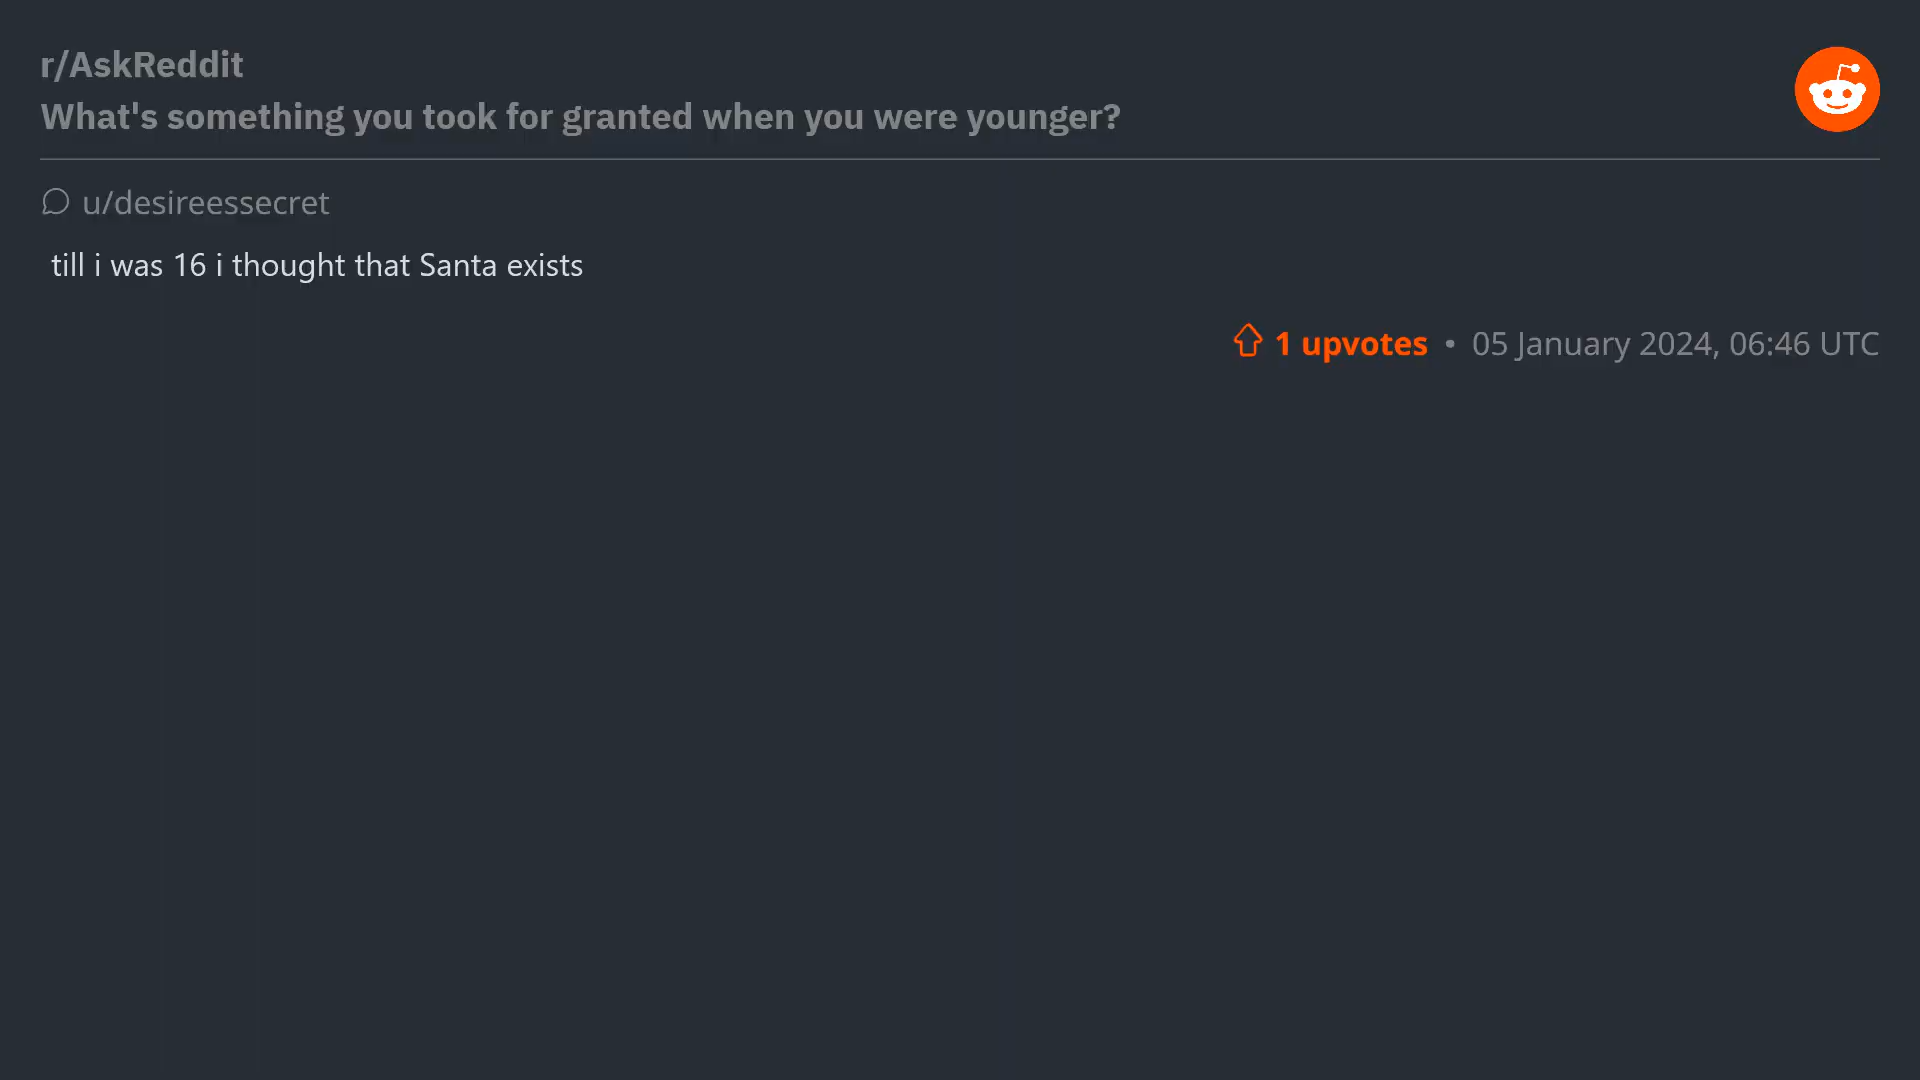 r/AskReddit
What's something you took for granted when you were younger?
u/desireessecret
till i was 16 i thought that Santa exists
1 upvotes • 05 January 2024, 06:46 UTC